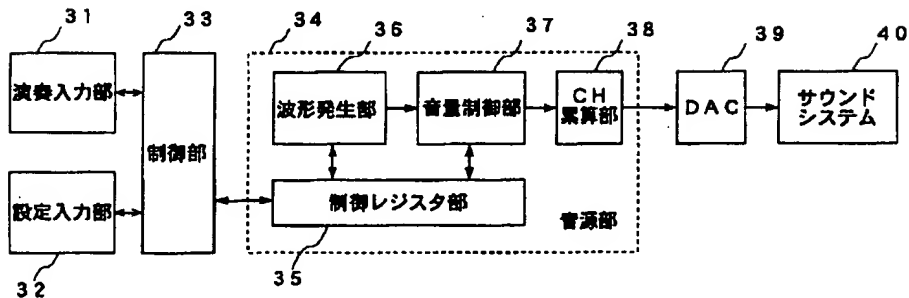 31
33
34
36
37
38
39
40
演奏入力部
設定入力部
32
制御部
波形発生部
音量制御部
CH
累算部
制御レジスタ部
35
音源部
DAC
サウンド
システム